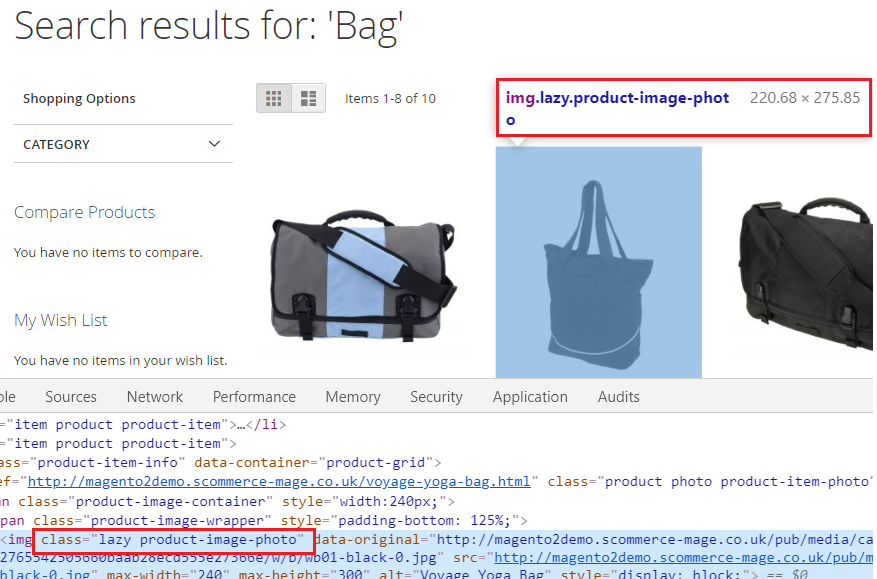 Search results for: 'Bag'
Shopping Options
Items 1-8 of 10
img.lazy.product-image-phot
o
220.68 × 275.85
CATEGORY
Compare Products
You have no items to compare.
My Wish List
You have no items in your wish list.
ole Sources Network Performance Memory Security Application Audits
="item product product-item">…</li>
="item product product-item">
ass="product-item-info" data-container="product-grid">
ef="http://magento2demo.scommerce-mage.co.uk/voyage-yoga-bag.html" class="product photo product-item-photo"
an class="product-image-container" style="width:240px;">
pan class="product-image-wrapper" style="padding-bottom: 125%;">
<img class="lazy product-image-photo" data-original="http://magento2demo.scommerce-mage.co.uk/pub/media/ca
/w/b/wb01-black-0.jpg" src="http://magento2demo.scommerce-mage.co.uk/pub/m
black-0.jpg" max-width="240" max-height="300" alt="Voyage Yoga Bag" style="display: block;"> == $0